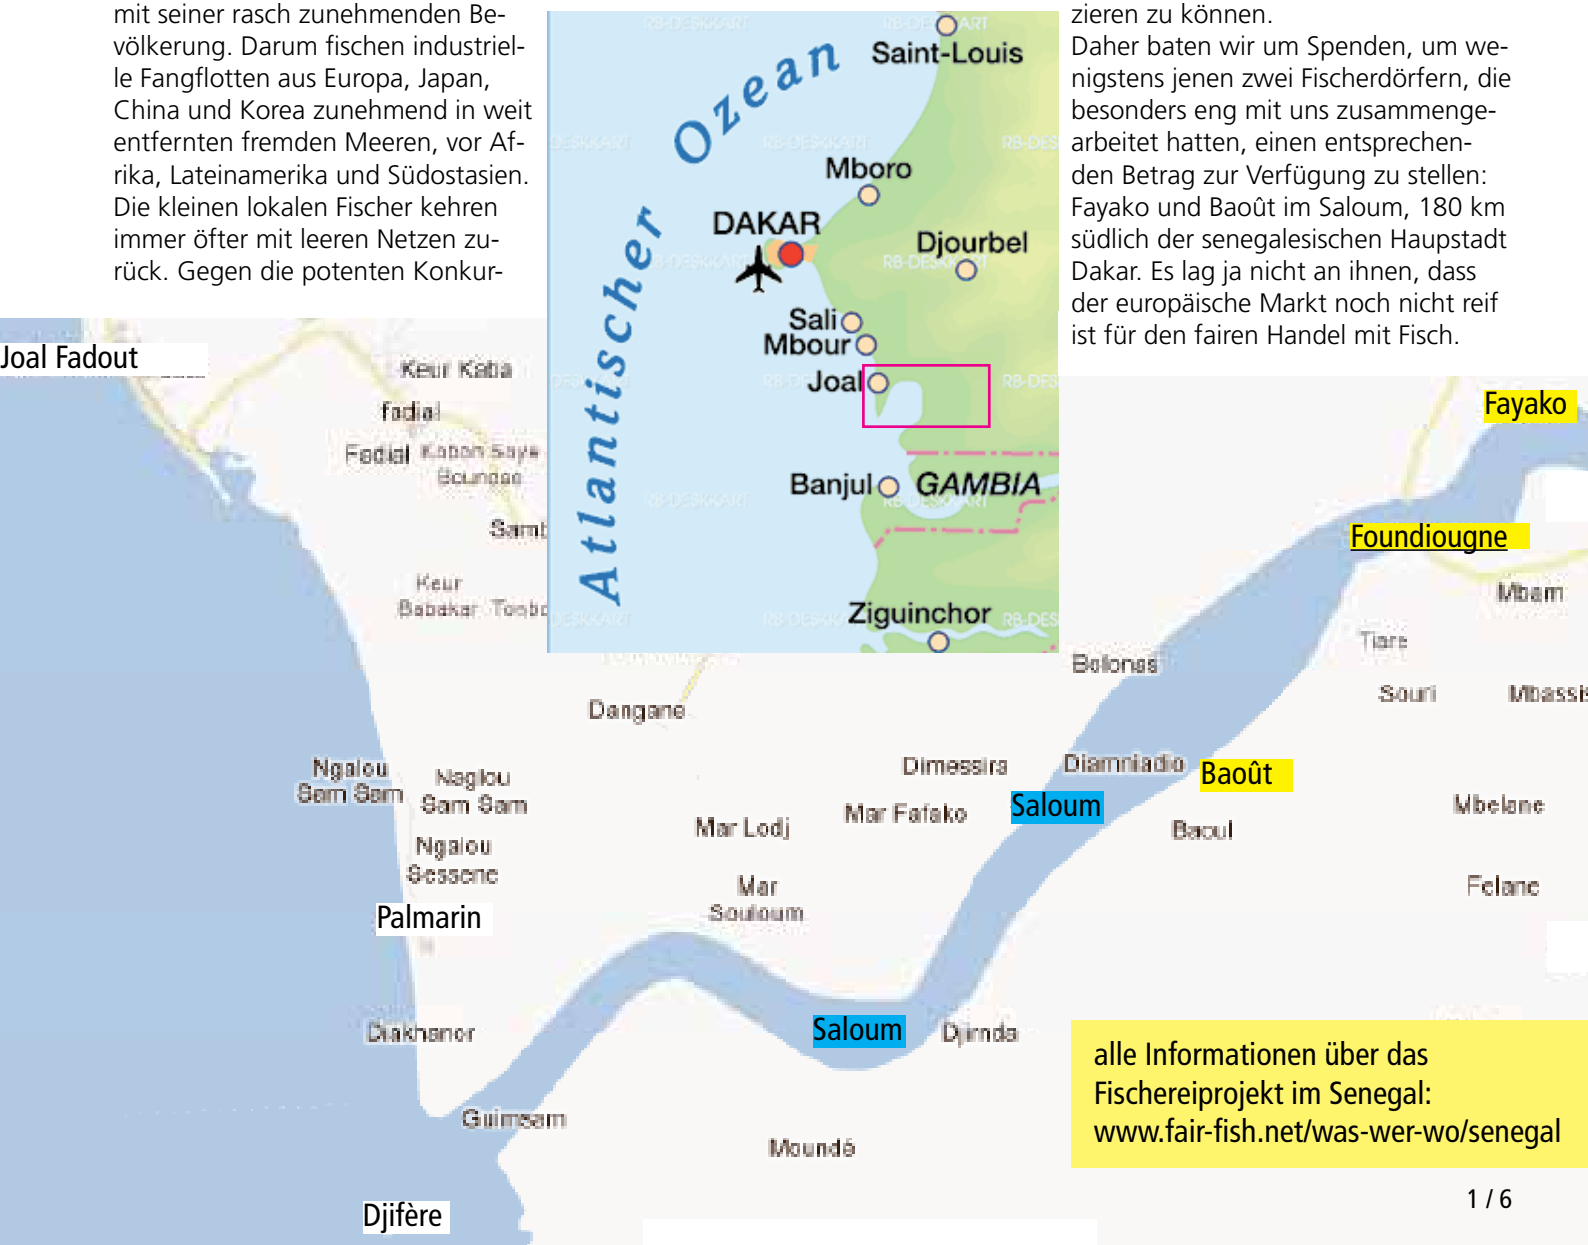 mit seiner rasch zunehmenden Be-
völkerung. Darum fischen industriel-
le Fangflotten aus Europa, Japan,
China und Korea zunehmend in weit
entfernten fremden Meeren, vor Af-
rika, Lateinamerika und Südostasien.
Die kleinen lokalen Fischer kehren
immer öfter mit leeren Netzen zu-
rück. Gegen die potenten Konkur-
zieren zu können.
Daher baten wir um Spenden, um we-
nigstens jenen zwei Fischerdörfern, die
besonders eng mit uns zusammenge-
arbeitet hatten, einen entsprechen-
den Betrag zur Verfügung zu stellen:
Fayako und Baoût im Saloum, 180 km
südlich der senegalesischen Haupstadt
Dakar. Es lag ja nicht an ihnen, dass
der europäische Markt noch nicht reif
ist für den fairen Handel mit Fisch.
Atlantischer Ozean
Saint-Louis
Mboro
DAKAR
Djourbel
Sali
Mbour
Joal
Banjul
GAMBIA
Ziguinchor
RB-DESKKART
Joal Fadout
Keur Kaba
fadial
Fadial
Samb
Keur
Babakar
Fayako
Foundiougne
Mbam
Tiare
Souri
Mbassis
Bolonas
Dangane
Ngalou
Sam Sam
Naglou
Sam Sam
Ngalou
Sessene
Dimessira
Diamniadio
Baoût
Saloum
Mar Lodj
Mar Fafako
Baoul
Mbelane
Mar
Souloum
Felane
Palmarin
Diakhanor
Saloum
Djirnda
Guimsam
Moundé
Djifère
alle Informationen über das
Fischereiprojekt im Senegal:
www.fair-fish.net/was-wer-wo/senegal
1 / 6